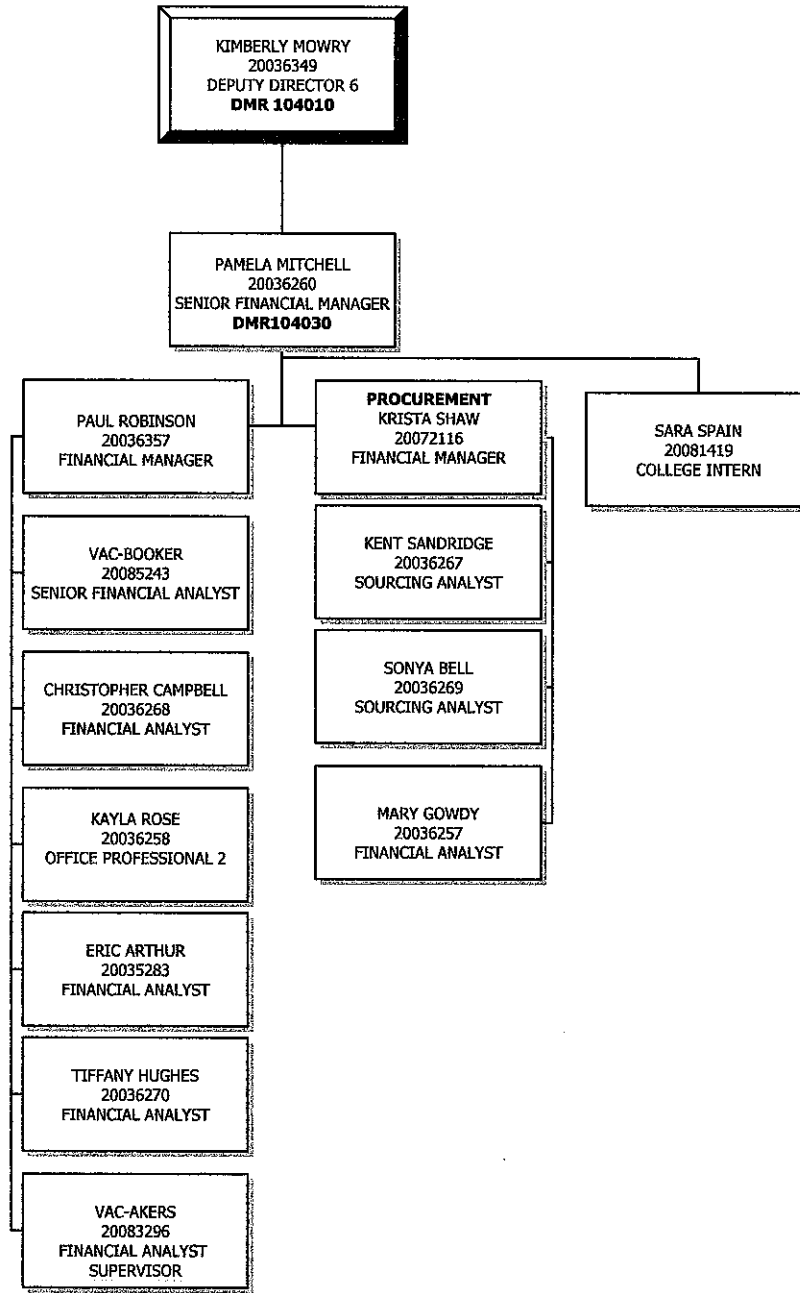 KIMBERLY MOWRY
20036349
DEPUTY DIRECTOR 6
DMR 104010
PAMELA MITCHELL
20036260
SENIOR FINANCIAL MANAGER
DMR104030
PAUL ROBINSON
20036357
FINANCIAL MANAGER
VAC-BOOKER
20085243
SENIOR FINANCIAL ANALYST
CHRISTOPHER CAMPBELL
20036268
FINANCIAL ANALYST
KAYLA ROSE
20036258
OFFICE PROFESSIONAL 2
ERIC ARTHUR
20035283
FINANCIAL ANALYST
TIFFANY HUGHES
20036270
FINANCIAL ANALYST
VAC-AKERS
20083296
FINANCIAL ANALYST
SUPERVISOR
PROCUREMENT
KRISTA SHAW
20072116
FINANCIAL MANAGER
KENT SANDRIDGE
20036267
SOURCING ANALYST
SONYA BELL
20036269
SOURCING ANALYST
MARY GOWDY
20036257
FINANCIAL ANALYST
SARA SPAIN
20081419
COLLEGE INTERN